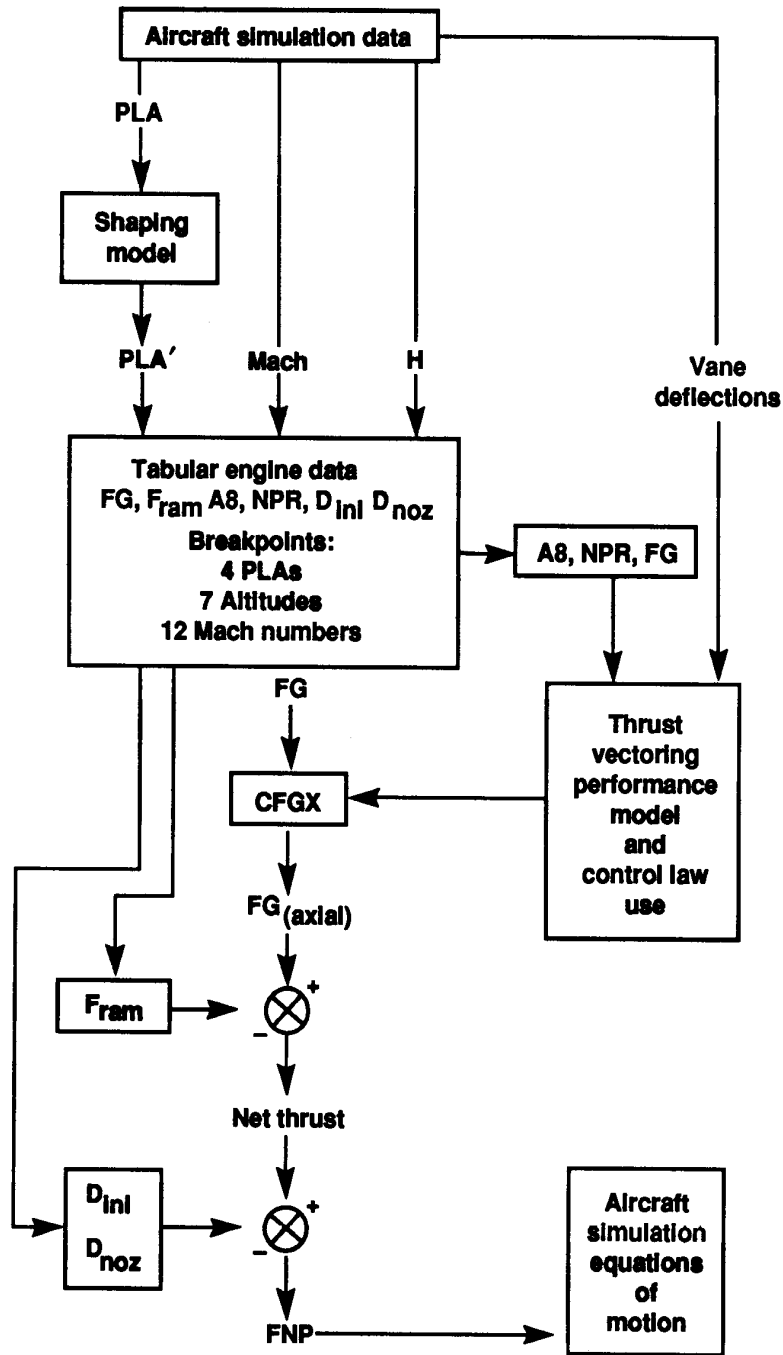 Aircraft simulation data
PLA
Shaping
model
PLA′
Mach
H
Vane
deflections
Tabular engine data
FG, Fram A8, NPR, Dinl Dnoz
Breakpoints:
4 PLAs
7 Altitudes
12 Mach numbers
A8, NPR, FG
FG
Thrust
vectoring
performance
model
and
control law
use
CFGX
FG(axial)
+
Fram
–
Net thrust
+
Dinl
Dnoz
–
FNP
Aircraft
simulation
equations
of
motion